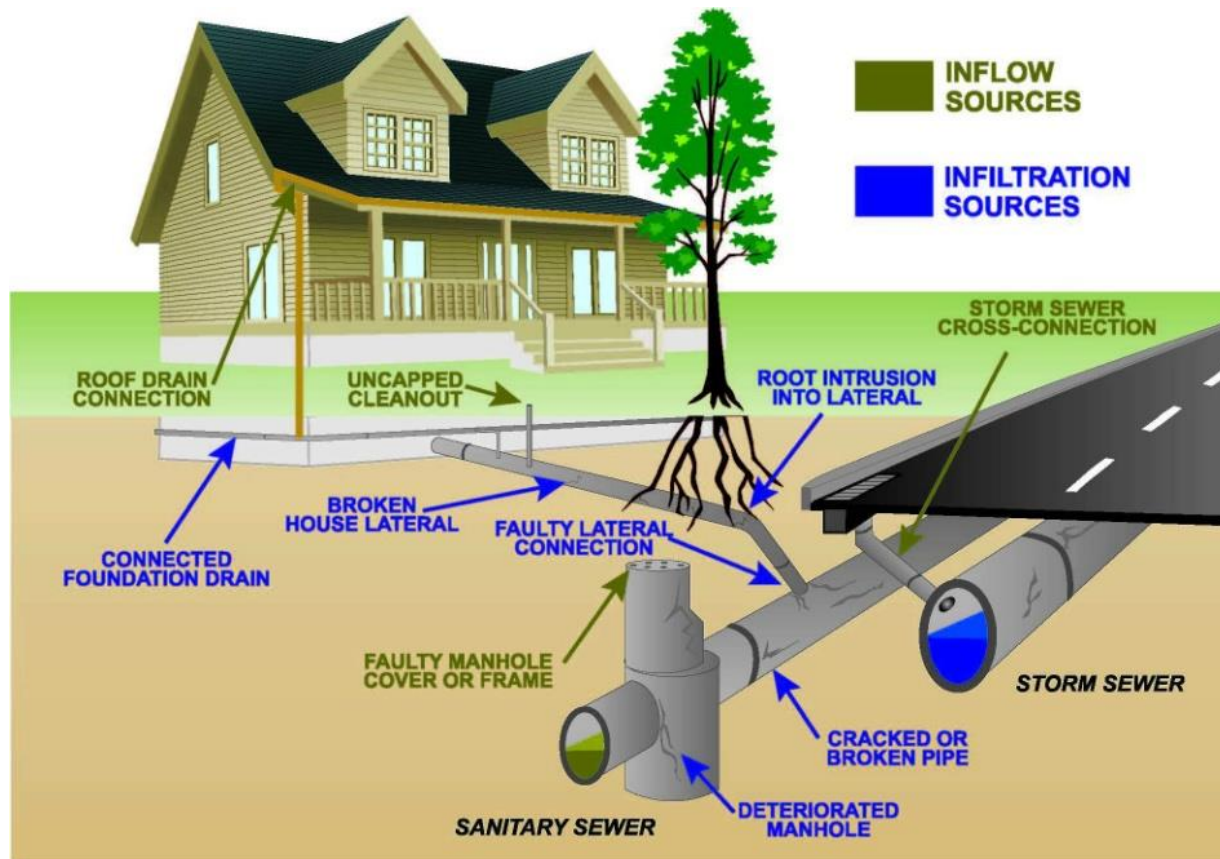 INFLOW
SOURCES
INFILTRATION
SOURCES
STORM SEWER
CROSS-CONNECTION
ROOF DRAIN
CONNECTION
UNCAPPED
CLEANOUT
ROOT INTRUSION
INTO LATERAL
BROKEN
HOUSE LATERAL
FAULTY LATERAL
CONNECTION
CONNECTED
FOUNDATION DRAIN
FAULTY MANHOLE
COVER OR FRAME
STORM SEWER
CRACKED OR
BROKEN PIPE
DETERIORATED
MANHOLE
SANITARY SEWER